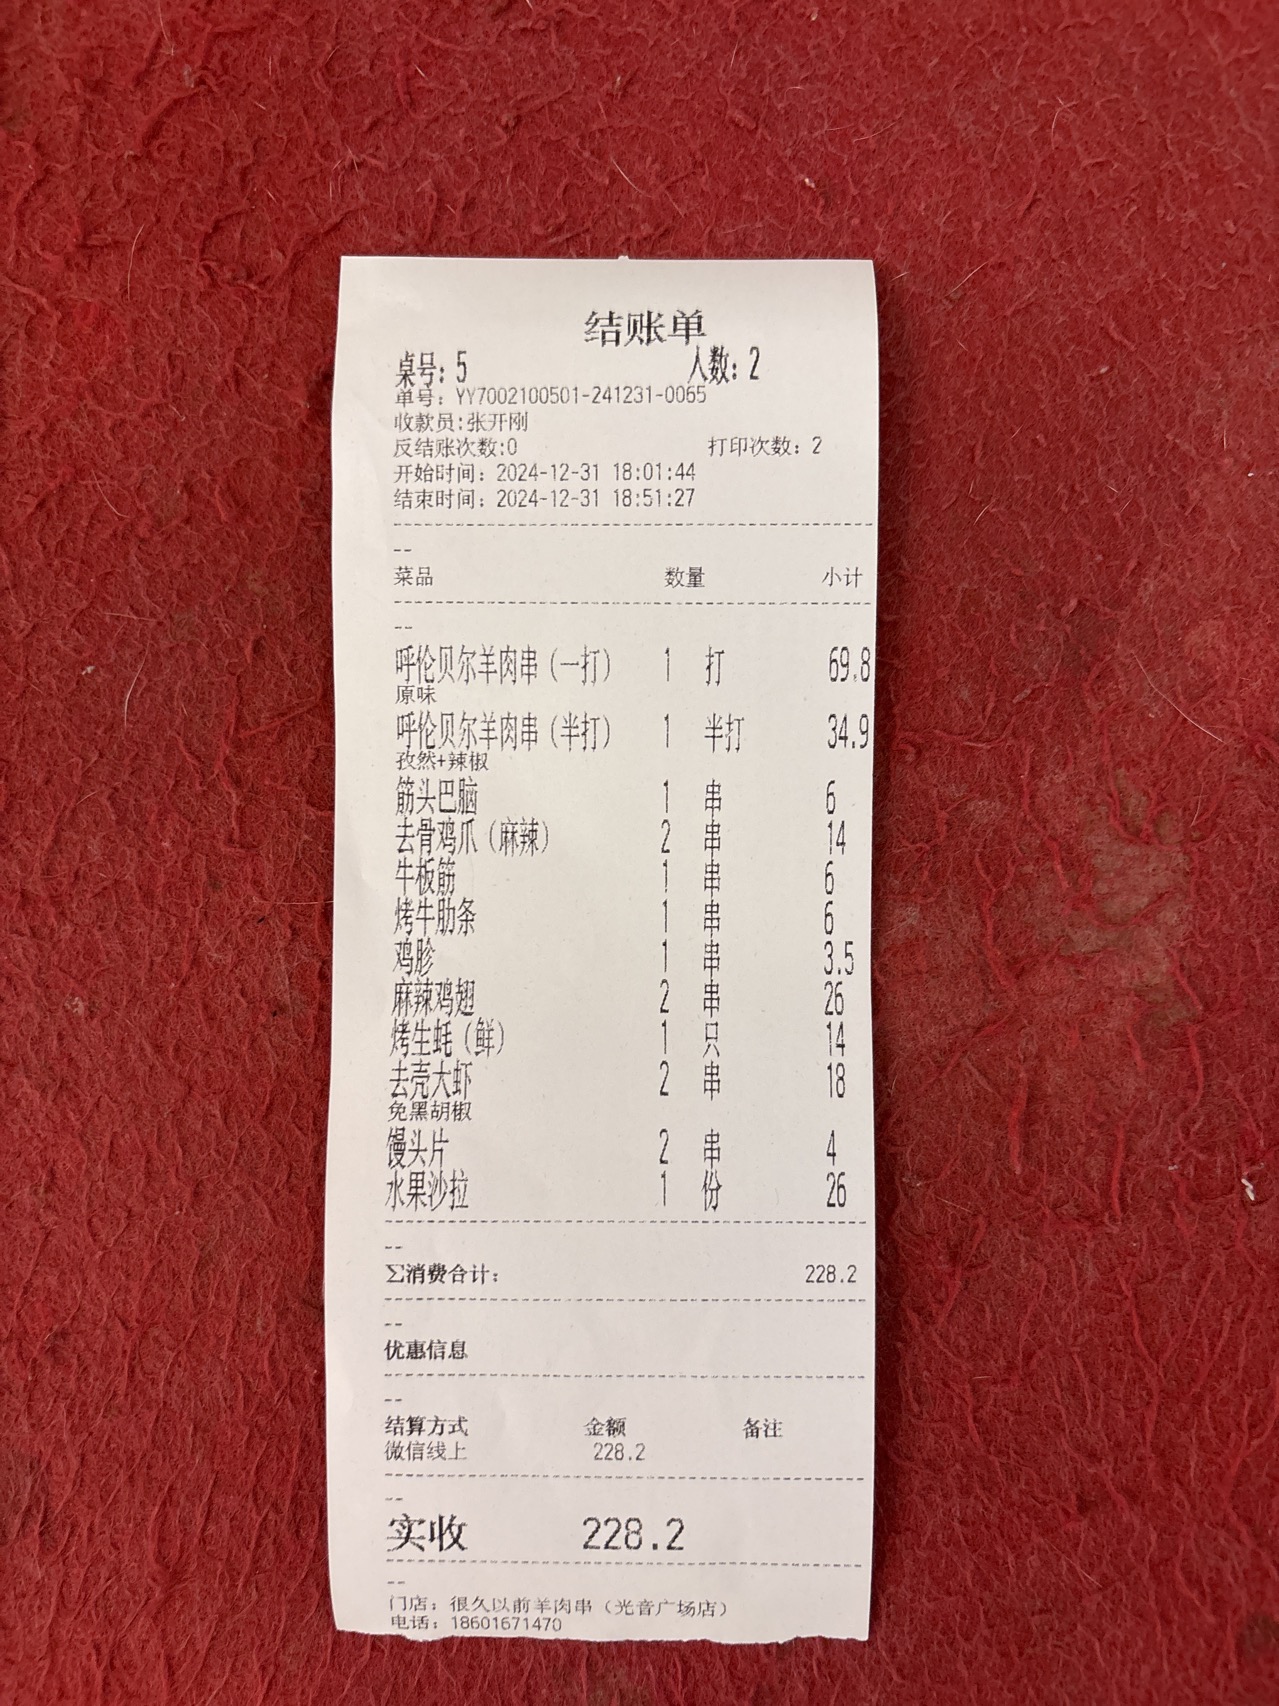 结账单
桌号: 5 人数: 2
单号: YY7002100501-241231-0065
收款员:张开刚
反结账次数:0 打印次数: 2
开始时间: 2024-12-31 18:01:44
结束时间: 2024-12-31 18:51:27
--
菜品 数量 小计
--
呼伦贝尔羊肉串(一打) 1 打 69.8
原味
呼伦贝尔羊肉串(半打) 1 半打 34.9
孜然+辣椒
筋头巴脑 1 串 6
去骨鸡爪(麻辣) 2 串 14
牛板筋 1 串 6
烤牛肋条 1 串 6
鸡胗 1 串 3.5
麻辣鸡翅 2 串 26
烤生蚝(鲜) 1 只 14
去壳大虾 2 串 18
免黑胡椒
馒头片 2 串 4
水果沙拉 1 份 26
--
∑消费合计: 228.2
--
优惠信息
--
结算方式 金额 备注
微信线上 228.2
--
实收 228.2
--
门店: 很久以前羊肉串(光音广场店)
电话: 18601671470